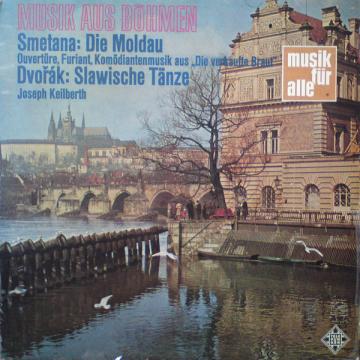 MUSIK AUS BÖHMEN
Smetana: Die Moldau
Ouvertüre, Furiant, Komödiantenmusik aus „Die verkaufte Braut"
Dvořák: Slawische Tänze
Joseph Keilberth
musik
für
alle